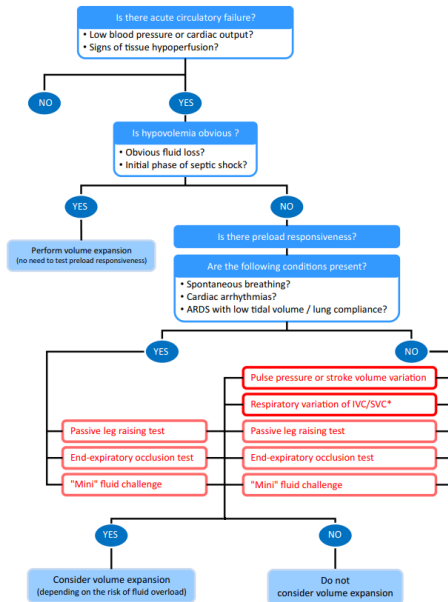 Is there acute circulatory failure?
• Low blood pressure or cardiac output?
• Signs of tissue hypoperfusion?
NO
YES
Is hypovolemia obvious ?
• Obvious fluid loss?
• Initial phase of septic shock?
YES
NO
Perform volume expansion
(no need to test preload responsiveness)
Is there preload responsiveness?
Are the following conditions present?
• Spontaneous breathing?
• Cardiac arrhythmias?
• ARDS with low tidal volume / lung compliance?
YES
NO
Pulse pressure or stroke volume variation
Respiratory variation of IVC/SVC*
Passive leg raising test
Passive leg raising test
End-expiratory occlusion test
End-expiratory occlusion test
"Mini" fluid challenge
"Mini" fluid challenge
YES
NO
Consider volume expansion
(depending on the risk of fluid overload)
Do not
consider volume expansion